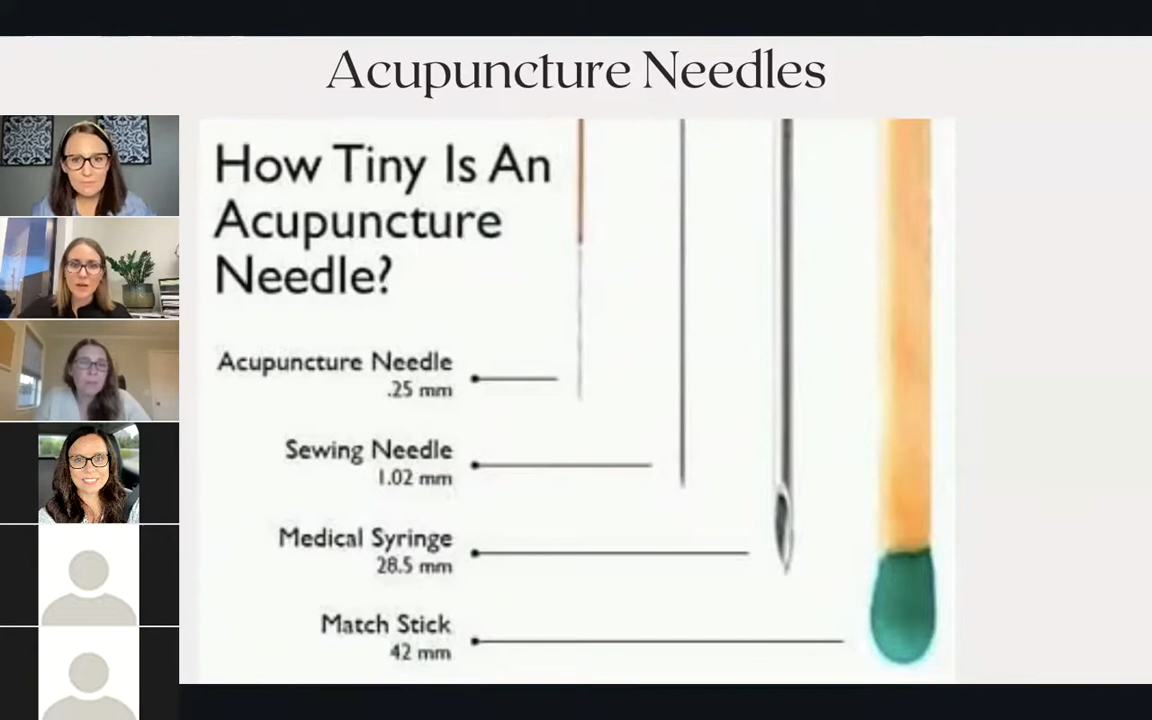 Acupuncture Needles
How Tiny Is An
Acupuncture
Needle?
Acupuncture Needle
.25 mm
Sewing Needle
1.02 mm
Medical Syringe
28.5 mm
Match Stick
42 mm